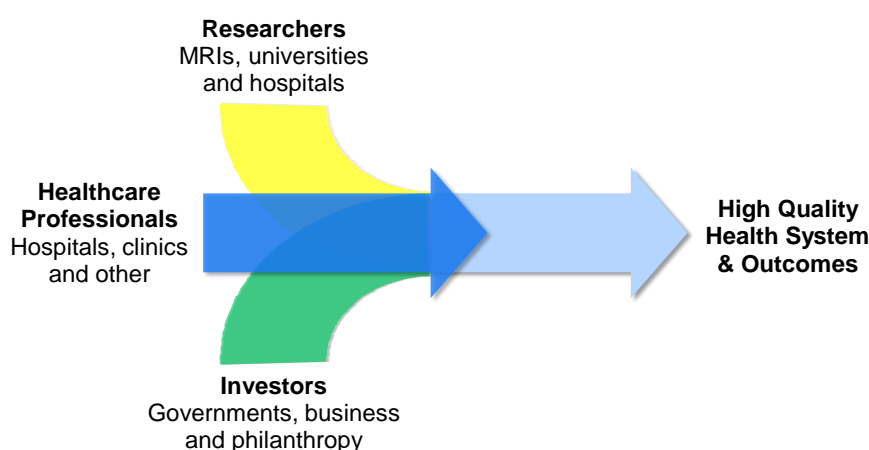 Researchers
MRIs, universities
and hospitals
Healthcare
Professionals
Hospitals, clinics
and other
High Quality
Health System
& Outcomes
Investors
Governments, business
and philanthropy